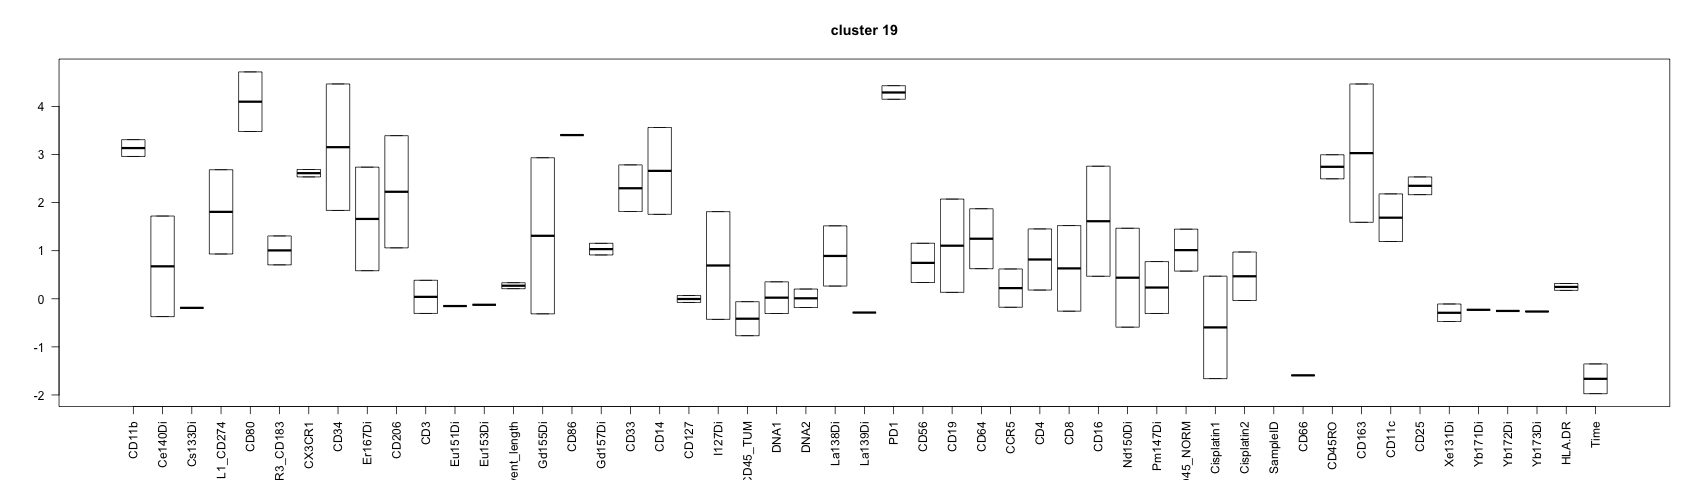 cluster 19
4
3
2
1
0
-1
-2
CD11b
Ce140Di
Cs133Di
L1_CD274
CD80
R3_CD183
CX3CR1
CD34
Er167Di
CD206
CD3
Eu151Di
Eu153Di
vent_length
Gd155Di
CD86
Gd157Di
CD33
CD14
CD127
I127Di
CD45_TUM
DNA1
DNA2
La138Di
La139Di
PD1
CD56
CD19
CD64
CCR5
CD4
CD8
CD16
Nd150Di
Pm147Di
D45_NORM
Cisplatin1
Cisplatin2
SampleID
CD66
CD45RO
CD163
CD11c
CD25
Xe131Di
Yb171Di
Yb172Di
Yb173Di
HLA.DR
Time